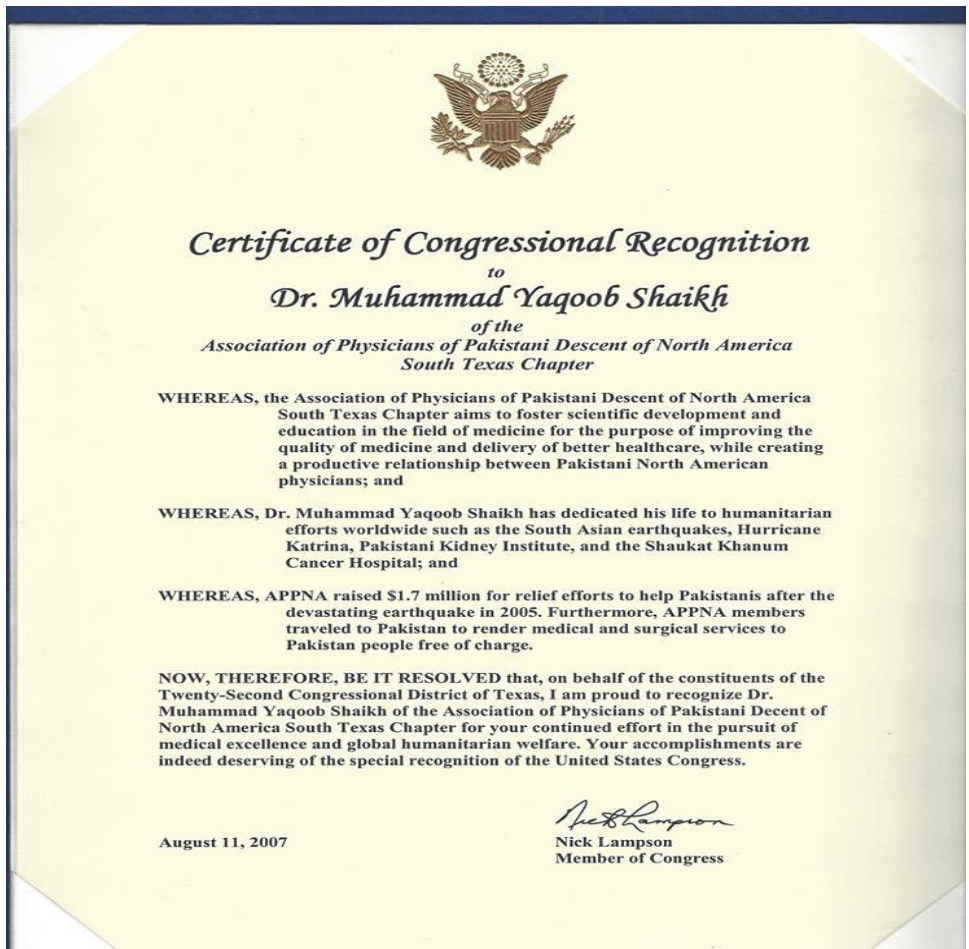 Certificate of Congressional Recognition
to
Dr. Muhammad Yaqoob Shaikh
of the
Association of Physicians of Pakistani Descent of North America
South Texas Chapter
WHEREAS, the Association of Physicians of Pakistani Descent of North America
South Texas Chapter aims to foster scientific development and
education in the field of medicine for the purpose of improving the
quality of medicine and delivery of better healthcare, while creating
a productive relationship between Pakistani North American
physicians; and
WHEREAS, Dr. Muhammad Yaqoob Shaikh has dedicated his life to humanitarian
efforts worldwide such as the South Asian earthquakes, Hurricane
Katrina, Pakistani Kidney Institute, and the Shaukat Khanum
Cancer Hospital; and
WHEREAS, APPNA raised $1.7 million for relief efforts to help Pakistanis after the
devastating earthquake in 2005. Furthermore, APPNA members
traveled to Pakistan to render medical and surgical services to
Pakistan people free of charge.
NOW, THEREFORE, BE IT RESOLVED that, on behalf of the constituents of the
Twenty-Second Congressional District of Texas, I am proud to recognize Dr.
Muhammad Yaqoob Shaikh of the Association of Physicians of Pakistani Decent of
North America South Texas Chapter for your continued effort in the pursuit of
medical excellence and global humanitarian welfare. Your accomplishments are
indeed deserving of the special recognition of the United States Congress.
Nick Lampson
August 11, 2007
Nick Lampson
Member of Congress